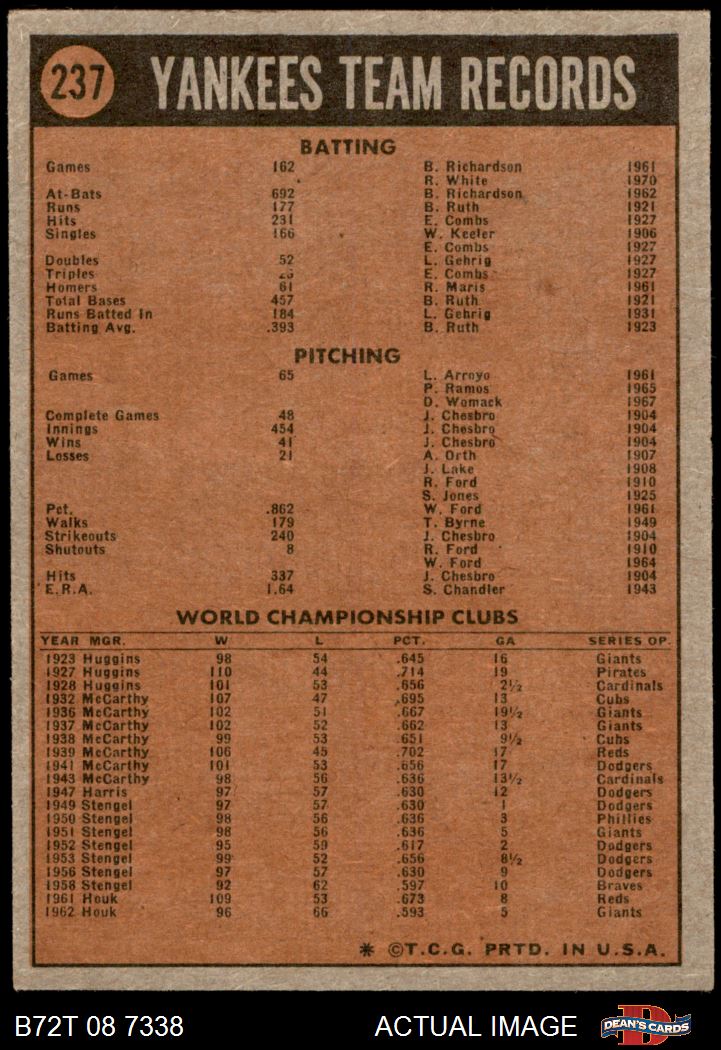 237 YANKEES TEAM RECORDS
BATTING
Games 162 B. Richardson 1961
R. White 1970
At-Bats 692 B. Richardson 1962
Runs 177 B. Ruth 1921
Hits 231 E. Combs 1927
Singles 166 W. Keeler 1906
E. Combs 1927
Doubles 52 L. Gehrig 1927
Triples E. Combs 1927
Homers 61 R. Maris 1961
Total Bases 457 B. Ruth 1921
Runs Batted In 184 L. Gehrig 1931
Batting Avg. .393 B. Ruth 1923
PITCHING
Games 65 L. Arroyo 1961
P. Ramos 1965
D. Womack 1967
Complete Games 48 J. Chesbro 1904
Innings 454 J. Chesbro 1904
Wins 41 J. Chesbro 1904
Losses 21 A. Orth 1907
J. Lake 1908
R. Ford 1910
S. Jones 1925
Pct. .862 W. Ford 1961
Walks 179 T. Byrne 1949
Strikeouts 240 J. Chesbro 1904
Shutouts 8 R. Ford 1910
W. Ford 1964
Hits 337 J. Chesbro 1904
E.R.A. 1.64 S. Chandler 1943
WORLD CHAMPIONSHIP CLUBS
YEAR MGR. W L PCT. GA SERIES OP.
1923 Huggins 98 54 .645 16 Giants
1927 Huggins 110 44 .714 19 Pirates
1928 Huggins 101 53 .656 2½ Cardinals
1932 McCarthy 107 47 .695 13 Cubs
1936 McCarthy 102 51 .667 19½ Giants
1937 McCarthy 102 52 .662 13 Giants
1938 McCarthy 99 53 .651 9½ Cubs
1939 McCarthy 106 45 .702 17 Reds
1941 McCarthy 101 53 .656 17 Dodgers
1943 McCarthy 98 56 .636 13½ Cardinals
1947 Harris 97 57 .630 12 Dodgers
1949 Stengel 97 57 .630 1 Dodgers
1950 Stengel 98 56 .636 3 Phillies
1951 Stengel 98 56 .636 5 Giants
1952 Stengel 95 59 .617 2 Dodgers
1953 Stengel 99 52 .656 8½ Dodgers
1956 Stengel 97 57 .630 9 Dodgers
1958 Stengel 92 62 .597 10 Braves
1961 Houk 109 53 .673 8 Reds
1962 Houk 96 66 .593 5 Giants
* ©T.C.G. PRTD. IN U.S.A.
B72T 08 7338 ACTUAL IMAGE D DEAN'S CARDS